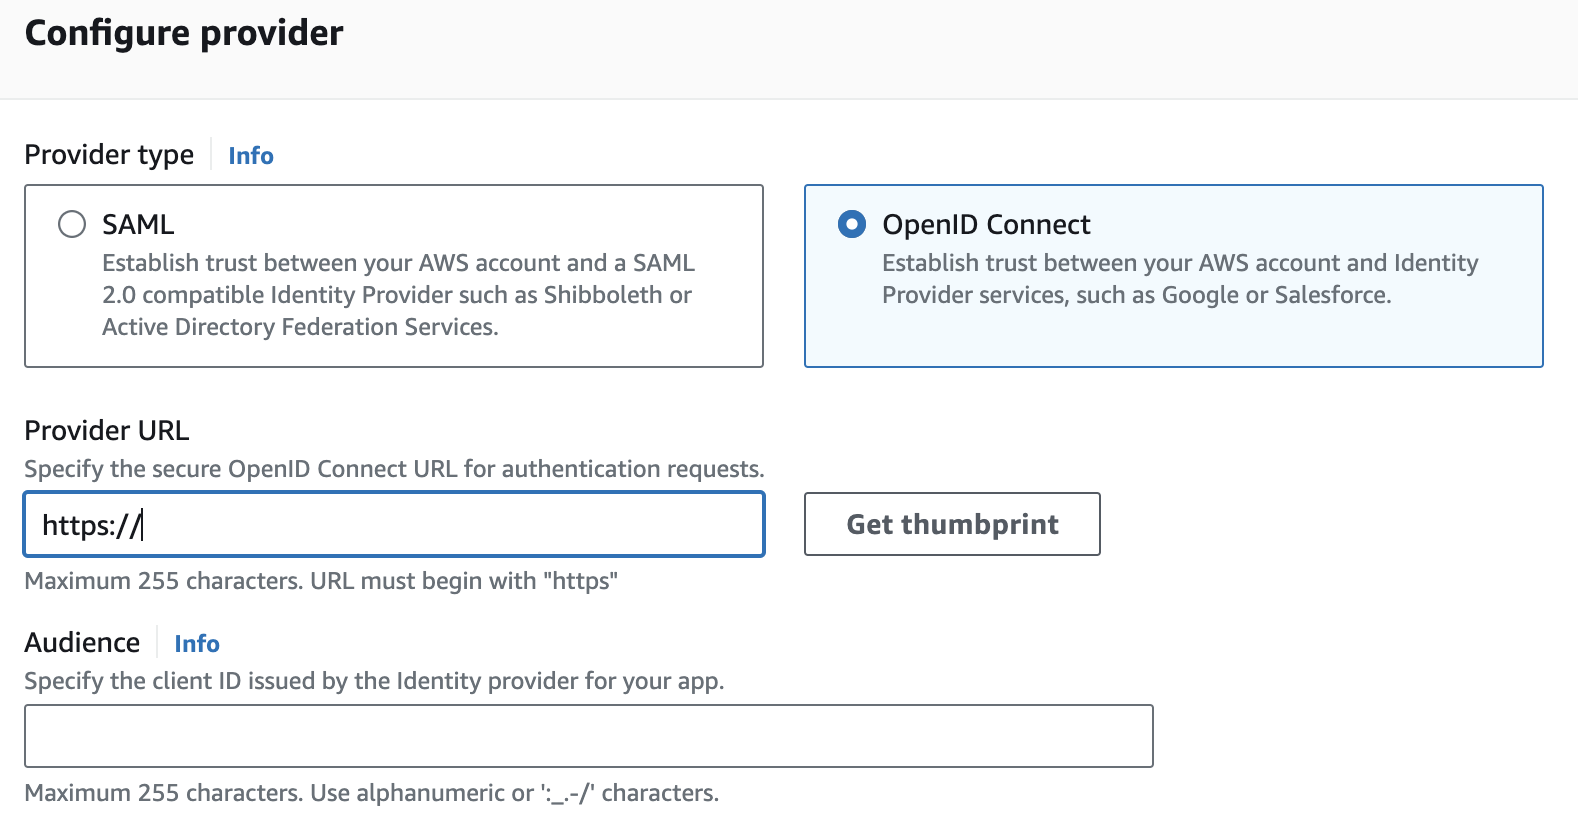 Configure provider
Provider type
Info
SAML
Establish trust between your AWS account and a SAML
2.0 compatible Identity Provider such as Shibboleth or
Active Directory Federation Services.
OpenID Connect
Establish trust between your AWS account and Identity
Provider services, such as Google or Salesforce.
Provider URL
Specify the secure OpenID Connect URL for authentication requests.
https://
Get thumbprint
Maximum 255 characters. URL must begin with "https"
Audience
Info
Specify the client ID issued by the Identity provider for your app.
Maximum 255 characters. Use alphanumeric or ':_.-/' characters.